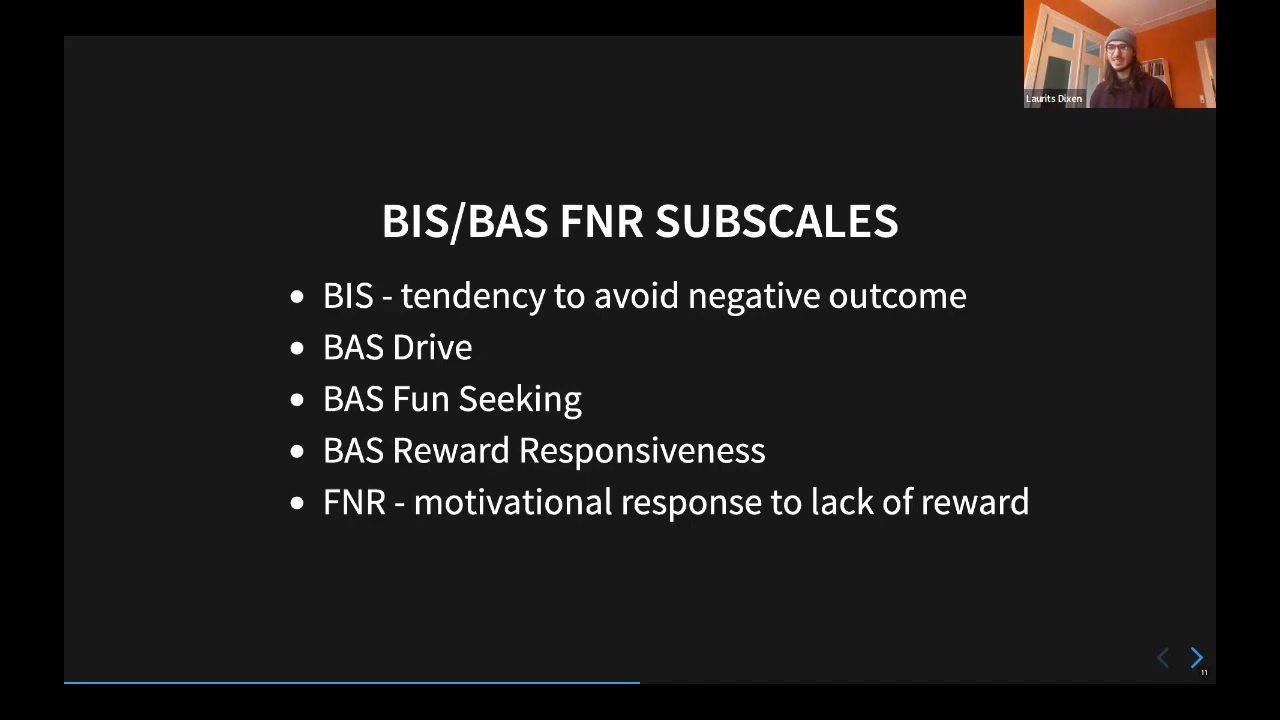 Laurits Dixen
BIS/BAS FNR SUBSCALES
• BIS - tendency to avoid negative outcome
• BAS Drive
• BAS Fun Seeking
• BAS Reward Responsiveness
• FNR - motivational response to lack of reward
11